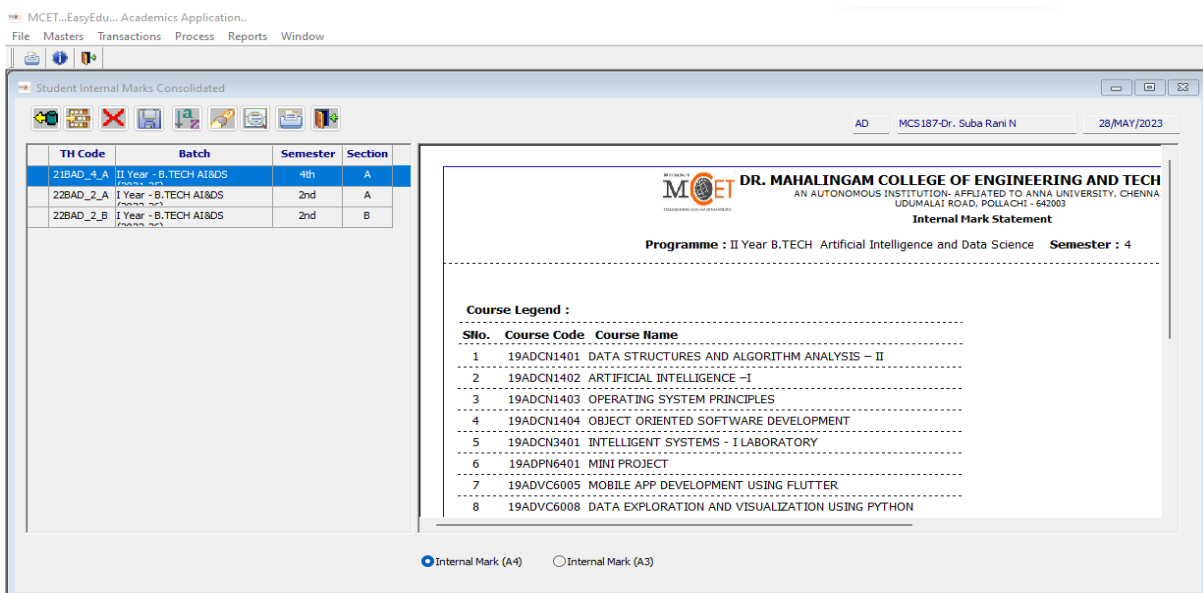 MCET...EasyEdu... Academics Application..
File Masters Transactions Process Reports Window
Student Internal Marks Consolidated
AD MCS187-Dr. Suba Rani N 28/MAY/2023
TH Code Batch Semester Section
21BAD_4_A II Year - B.TECH AI&DS 4th A
22BAD_2_A I Year - B.TECH AI&DS 2nd A
22BAD_2_B I Year - B.TECH AI&DS 2nd B
MCET
DR. MAHALINGAM COLLEGE OF ENGINEERING AND TECH
AN AUTONOMOUS INSTITUTION- AFFLIATED TO ANNA UNIVERSITY, CHENNA
UDUMALAI ROAD, POLLACHI - 642003
Internal Mark Statement
Programme : II Year B.TECH Artificial Intelligence and Data Science Semester : 4
Course Legend :
SNo. Course Code Course Name
1 19ADCN1401 DATA STRUCTURES AND ALGORITHM ANALYSIS – II
2 19ADCN1402 ARTIFICIAL INTELLIGENCE –I
3 19ADCN1403 OPERATING SYSTEM PRINCIPLES
4 19ADCN1404 OBJECT ORIENTED SOFTWARE DEVELOPMENT
5 19ADCN3401 INTELLIGENT SYSTEMS - I LABORATORY
6 19ADPN6401 MINI PROJECT
7 19ADVC6005 MOBILE APP DEVELOPMENT USING FLUTTER
8 19ADVC6008 DATA EXPLORATION AND VISUALIZATION USING PYTHON
Internal Mark (A4) Internal Mark (A3)